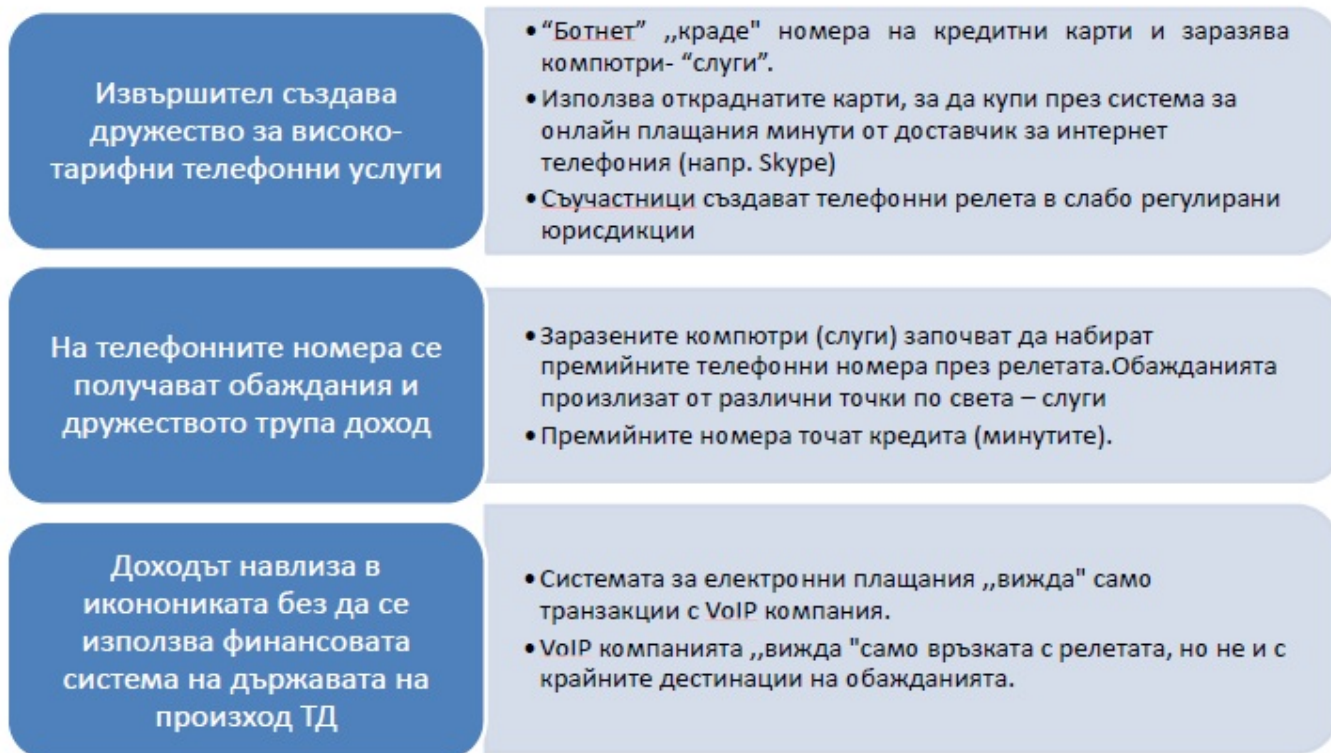 Извършител създава
дружество за високо-
тарифни телефонни услуги
•“Ботнет” ,,краде" номера на кредитни карти и заразява
компютри- “слуги”.
•Използва откраднатите карти, за да купи през система за
онлайн плащания минути от доставчик за интернет
телефония (напр. Skype)
•Съучастници създават телефонни релета в слабо регулирани
юрисдикции
На телефонните номера се
получават обаждания и
дружеството трупа доход
•Заразените компютри (слуги) започват да набират
премийните телефонни номера през релетата.Обажданията
произлизат от различни точки по света – слуги
•Премийните номера точат кредита (минутите).
Доходът навлиза в
иконониката без да се
използва финансовата
система на държавата на
произход ТД
•Системата за електронни плащания ,,вижда" само
транзакции с VoIP компания.
•VoIP компанията ,,вижда "само връзката с релетата, но не и с
крайните дестинации на обажданията.